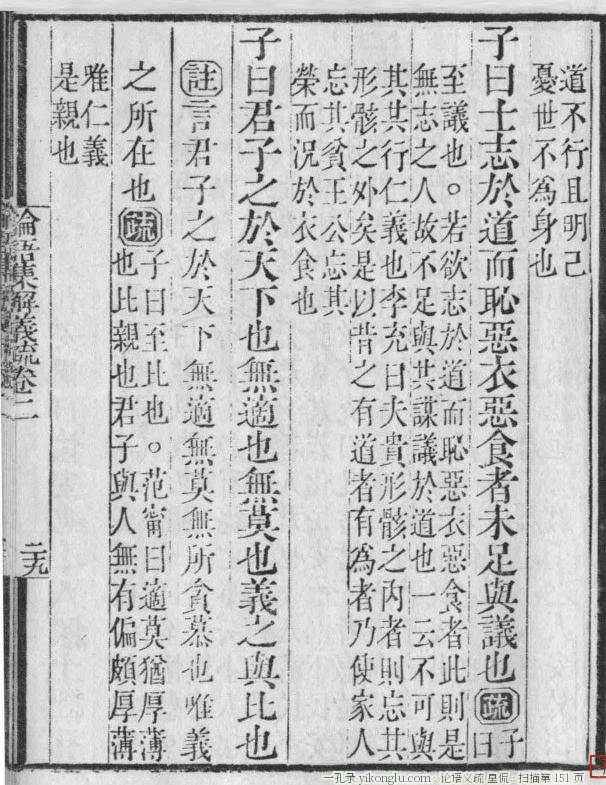 道不行且明己
憂世不為身也
子曰士志於道而恥惡衣惡食者未足與議也 疏 子曰
至議也。若欲志於道而恥惡衣惡食者此則是
無志之人故不足與共謀議於道也一云不可與
其共行仁義也李充曰夫貴形骸之內者則忘其
形骸之外矣是以昔之有道者有為者乃使家人
忘其貧王公忘其
榮而況於衣食也
子曰君子之於天下也無適也無莫也義之與比也
註言君子之於天下無適無莫無所貪慕也唯義
之所在也 疏 子曰至比也。范甯曰適莫猶厚薄
也比親也君子與人無有偏頗厚薄
唯仁義
是親也
論語集解義疏卷二
一孔录 yikonglu.com · 论语义疏·皇侃 · 扫描第 151 页